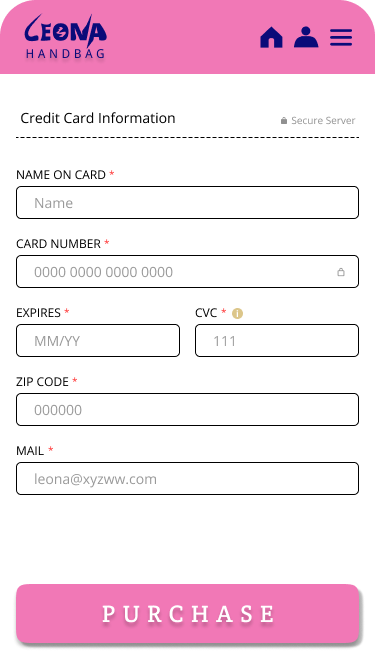 LEONA
HANDBAG
Credit Card Information
Secure Server
NAME ON CARD *
Name
CARD NUMBER *
0000 0000 0000 0000
EXPIRES *
CVC * i
MM/YY
111
ZIP CODE *
000000
MAIL *
leona@xyzww.com
PURCHASE